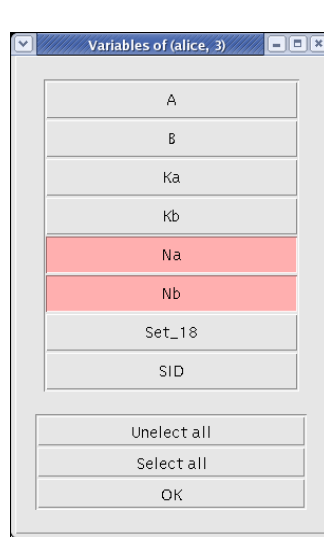 Variables of (alice, 3)
A
B
Ka
Kb
Na
Nb
Set_18
SID
Unelect all
Select all
OK